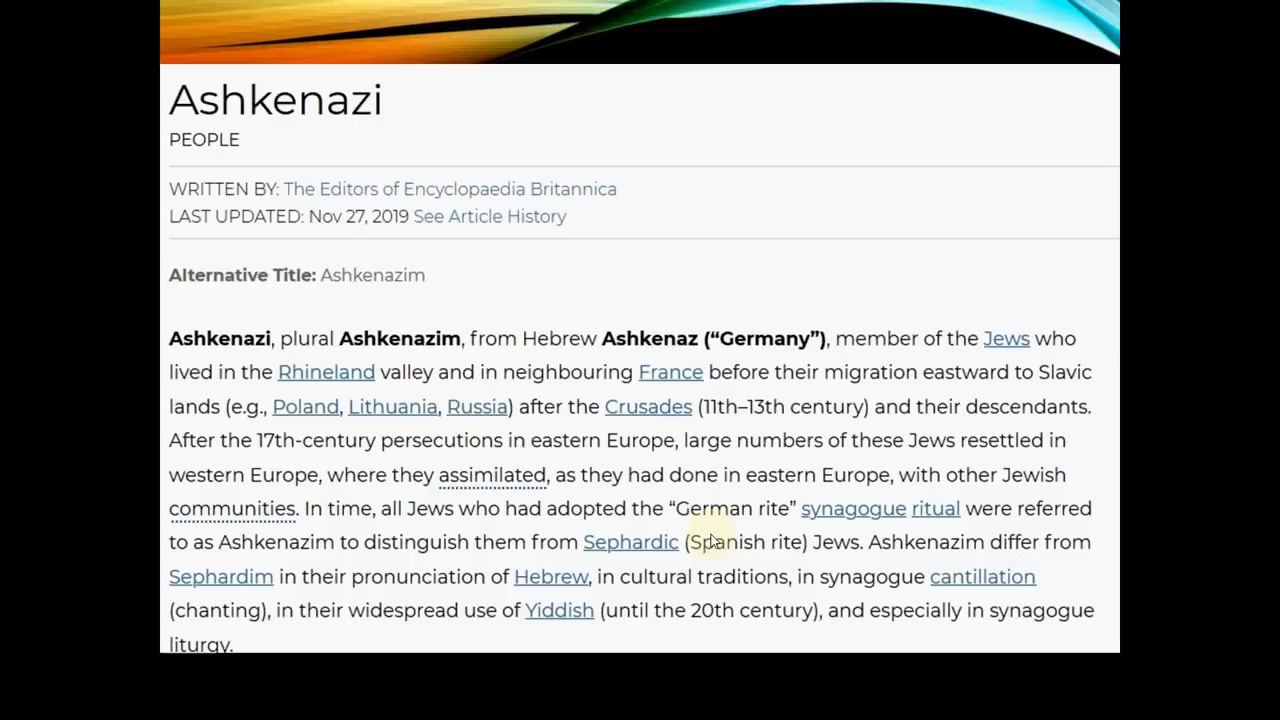 Ashkenazi
PEOPLE
WRITTEN BY: The Editors of Encyclopaedia Britannica
LAST UPDATED: Nov 27, 2019 See Article History
Alternative Title: Ashkenazim
Ashkenazi, plural Ashkenazim, from Hebrew Ashkenaz (“Germany”), member of the Jews who
lived in the Rhineland valley and in neighbouring France before their migration eastward to Slavic
lands (e.g., Poland, Lithuania, Russia) after the Crusades (11th–13th century) and their descendants.
After the 17th-century persecutions in eastern Europe, large numbers of these Jews resettled in
western Europe, where they assimilated, as they had done in eastern Europe, with other Jewish
communities. In time, all Jews who had adopted the “German rite” synagogue ritual were referred
to as Ashkenazim to distinguish them from Sephardic (Spanish rite) Jews. Ashkenazim differ from
Sephardim in their pronunciation of Hebrew, in cultural traditions, in synagogue cantillation
(chanting), in their widespread use of Yiddish (until the 20th century), and especially in synagogue
liturgy.